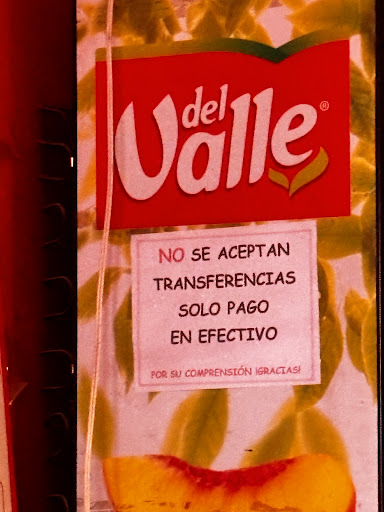 del
Valle®
NO SE ACEPTAN
TRANSFERENCIAS
SOLO PAGO
EN EFECTIVO
POR SU COMPRENSIÓN ¡GRACIAS!